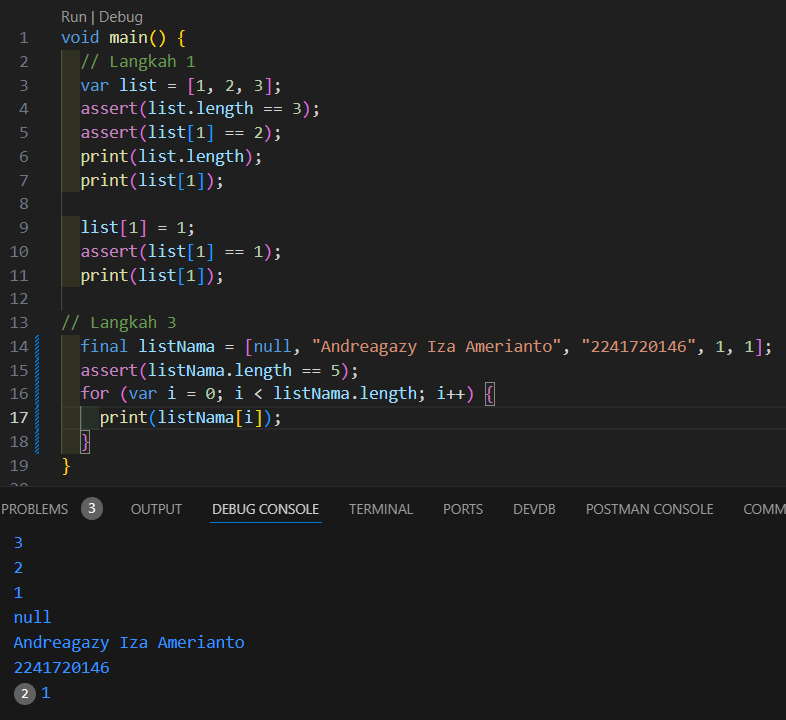 Run | Debug
1 void main() {
2 // Langkah 1
3 var list = [1, 2, 3];
4 assert(list.length == 3);
5 assert(list[1] == 2);
6 print(list.length);
7 print(list[1]);
8
9 list[1] = 1;
10 assert(list[1] == 1);
11 print(list[1]);
12
13 // Langkah 3
14 final listNama = [null, "Andreagazy Iza Amerianto", "2241720146", 1, 1];
15 assert(listNama.length == 5);
16 for (var i = 0; i < listNama.length; i++) {
17 print(listNama[i]);
18 }
19 }
PROBLEMS 3 OUTPUT DEBUG CONSOLE TERMINAL PORTS DEVDB POSTMAN CONSOLE COMM
3
2
1
null
Andreagazy Iza Amerianto
2241720146
2 1